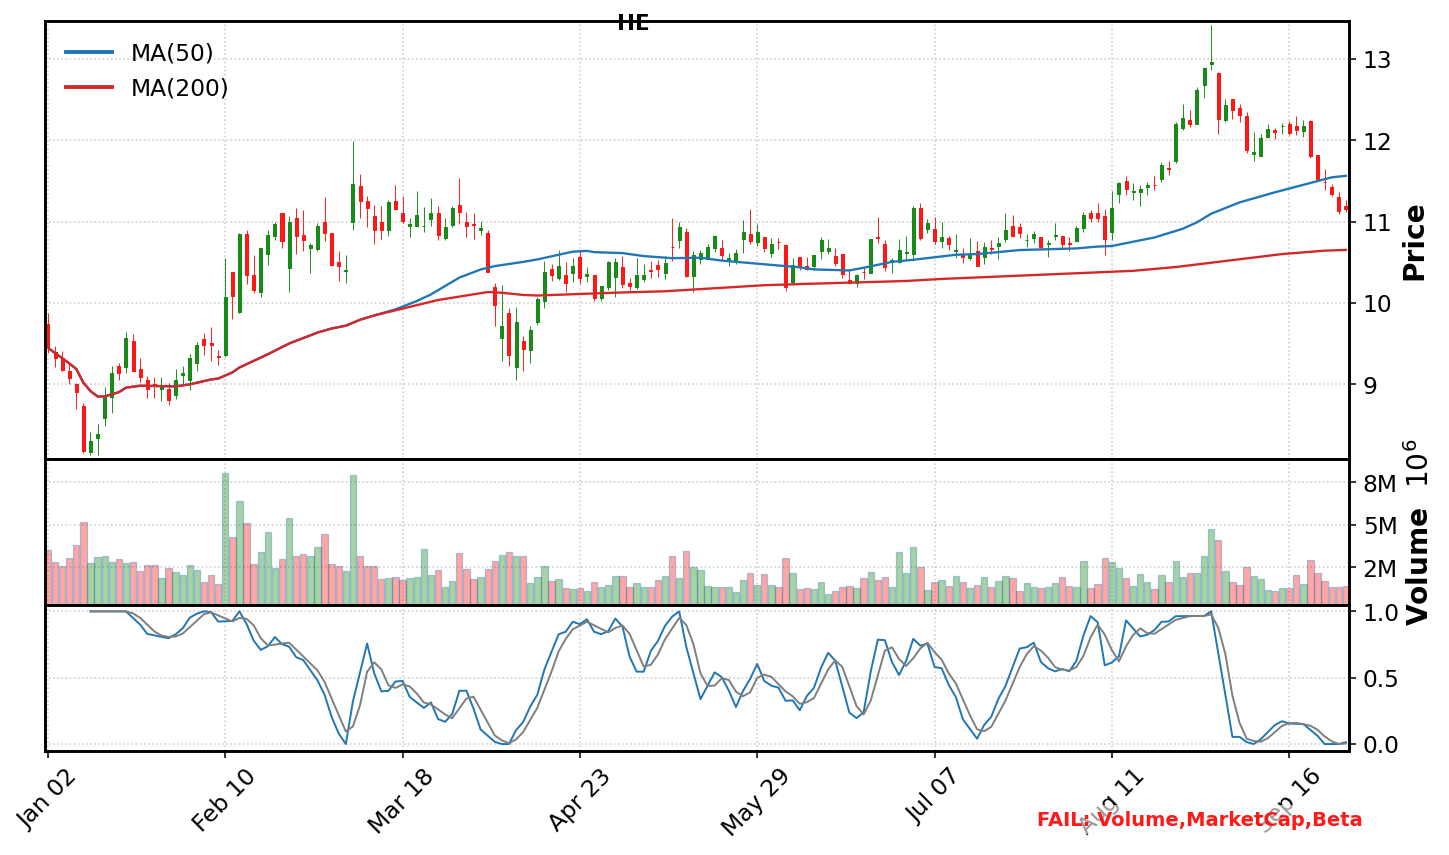 HE
MA(50)
MA(200)
13
12
11
10
9
Price
8M
5M
2M
Volume 10^6
1.0
0.5
0.0
Jan 02
Feb 10
Mar 18
Apr 23
May 29
Jul 07
Aug 11
Sep 16
FAIL: Volume,MarketCap,Beta